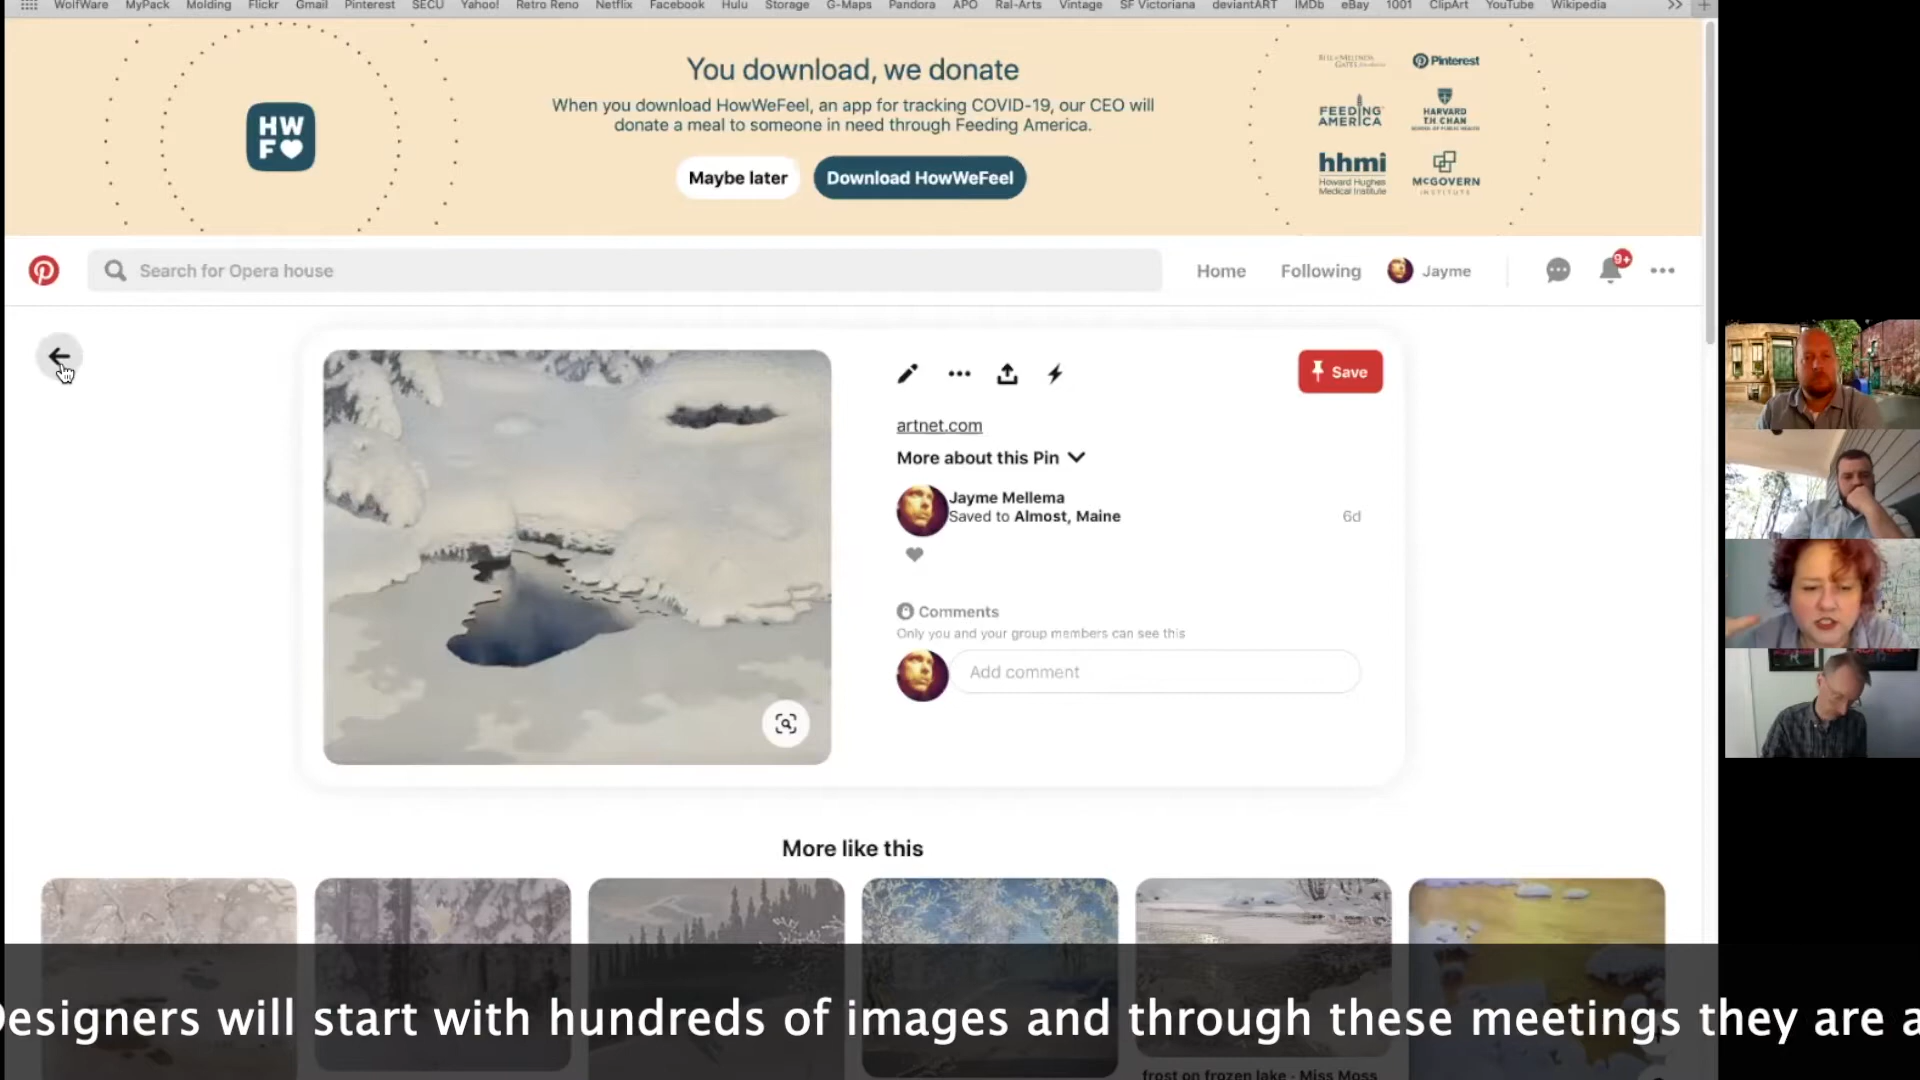 WolfWare MyPack Molding Flickr Gmail Pinterest SECU Yahoo! Retro Reno Netflix Facebook Hulu Storage G-Maps Pandora APO Ral-Arts Vintage SF Victoriana deviantART IMDb eBay 1001 ClipArt YouTube Wikipedia
You download, we donate
When you download HowWeFeel, an app for tracking COVID-19, our CEO will
donate a meal to someone in need through Feeding America.
Maybe later
Download HowWeFeel
HW
F
Pinterest
FEEDING
AMERICA
HARVARD
T.H. CHAN
hhmi
Howard Hughes
Medical Institute
McGOVERN
INSTITUTE
Search for Opera house
Home
Following
Jayme
9+
Save
artnet.com
More about this Pin
Jayme Mellema
Saved to Almost, Maine
6d
Comments
Only you and your group members can see this
Add comment
More like this
Designers will start with hundreds of images and through these meetings they are a
frost on frozen lake - Miss Moss